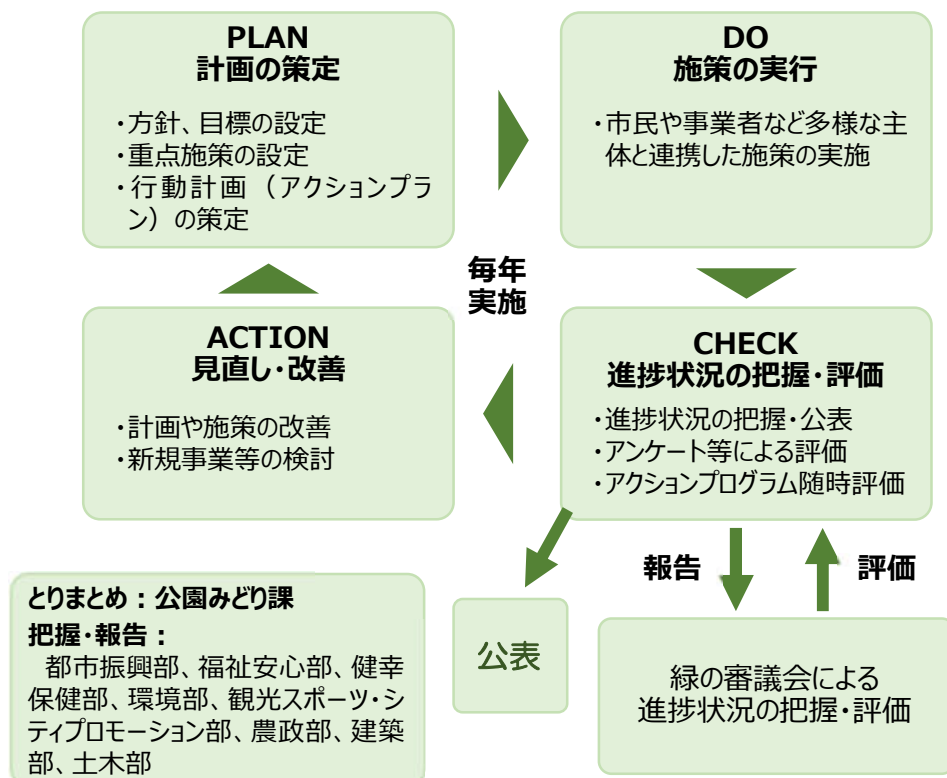 PLAN
計画の策定
・方針、目標の設定
・重点施策の設定
・行動計画（アクションプラ
ン）の策定
DO
施策の実行
・市民や事業者など多様な主
体と連携した施策の実施
毎年
実施
ACTION
見直し・改善
・計画や施策の改善
・新規事業等の検討
CHECK
進捗状況の把握・評価
・進捗状況の把握・公表
・アンケート等による評価
・アクションプログラム随時評価
報告
評価
とりまとめ：公園みどり課
把握・報告：
都市振興部、福祉安心部、健幸
保健部、環境部、観光スポーツ・シ
ティプロモーション部、農政部、建築
部、土木部
公表
緑の審議会による
進捗状況の把握・評価